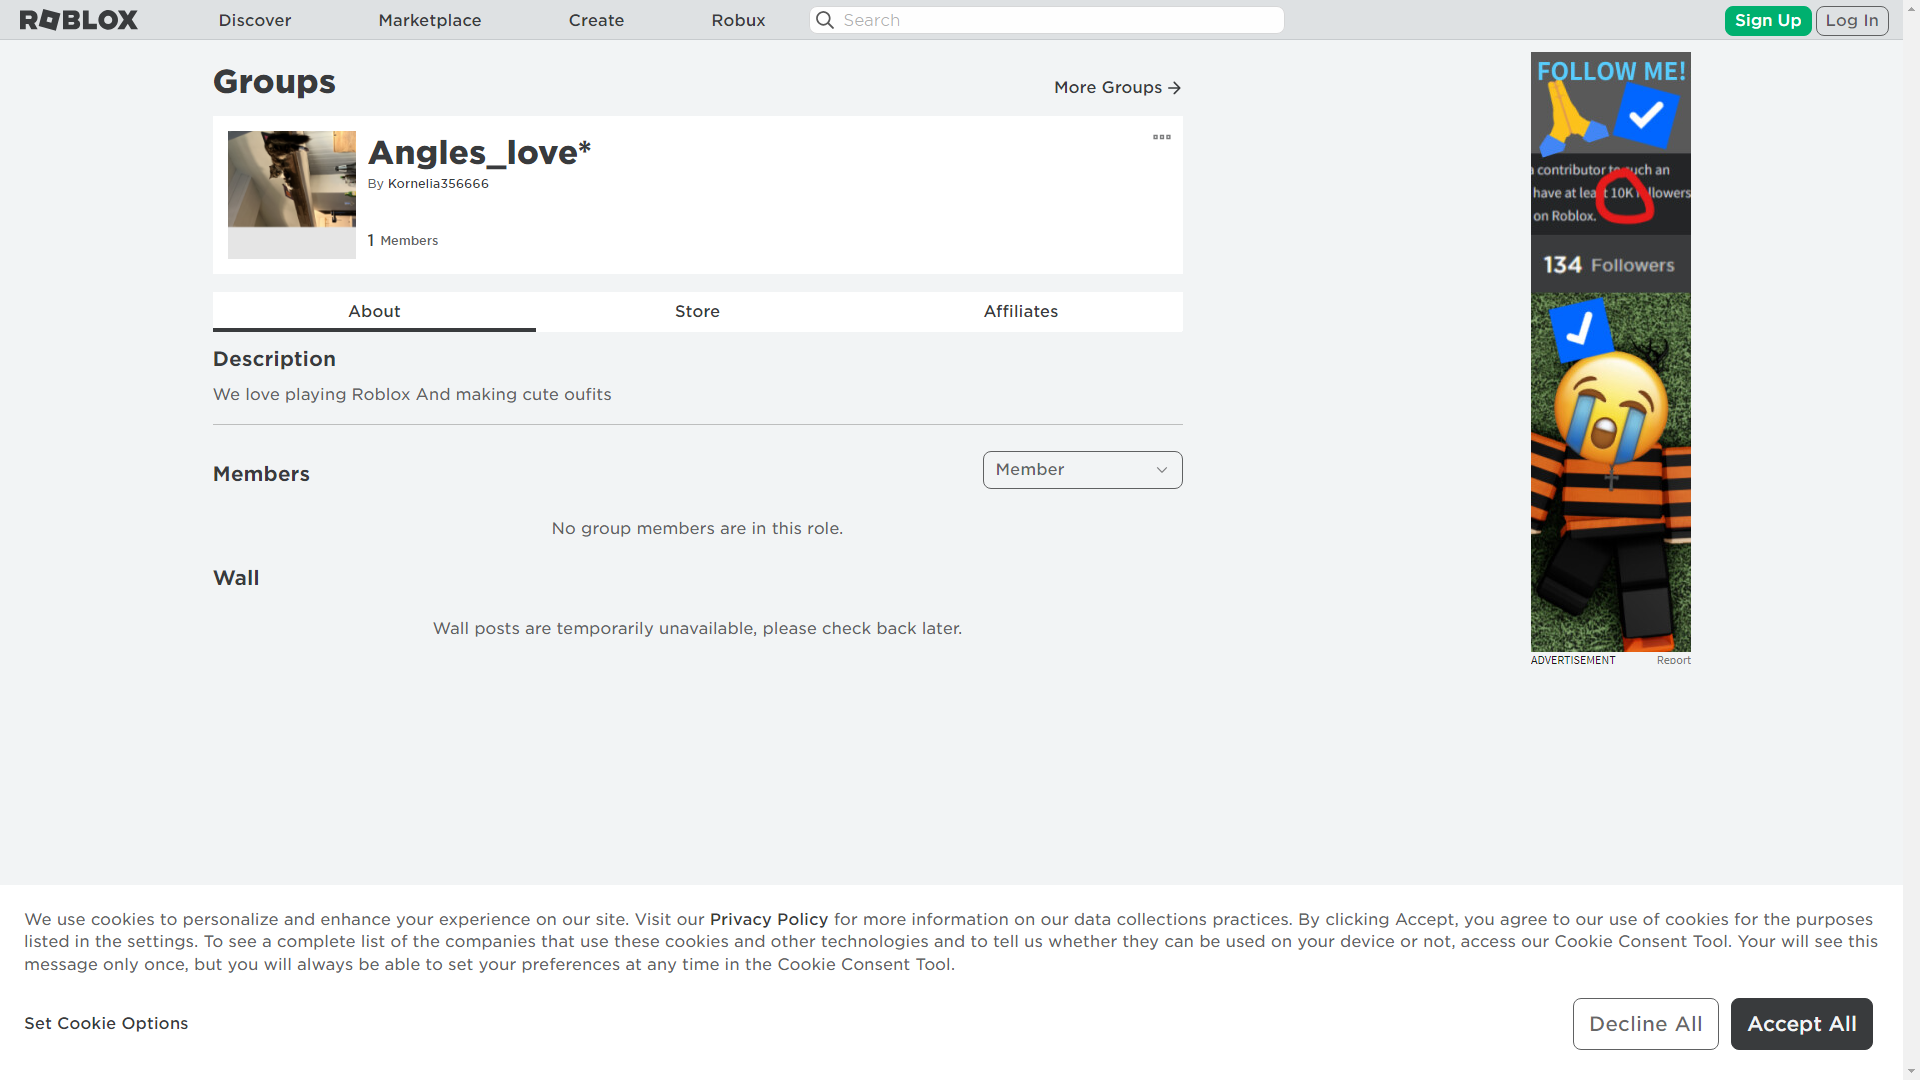 ROBLOX
Discover
Marketplace
Create
Robux
Search
Sign Up
Log In
Groups
More Groups
Angles_love*
By Kornelia356666
1 Members
About
Store
Affiliates
Description
We love playing Roblox And making cute oufits
Members
Member
No group members are in this role.
Wall
Wall posts are temporarily unavailable, please check back later.
FOLLOW ME!
a contributor to such an
have at least 10K followers
on Roblox.
134 Followers
ADVERTISEMENT
Report
We use cookies to personalize and enhance your experience on our site. Visit our Privacy Policy for more information on our data collections practices. By clicking Accept, you agree to our use of cookies for the purposes
listed in the settings. To see a complete list of the companies that use these cookies and other technologies and to tell us whether they can be used on your device or not, access our Cookie Consent Tool. Your will see this
message only once, but you will always be able to set your preferences at any time in the Cookie Consent Tool.
Set Cookie Options
Decline All
Accept All